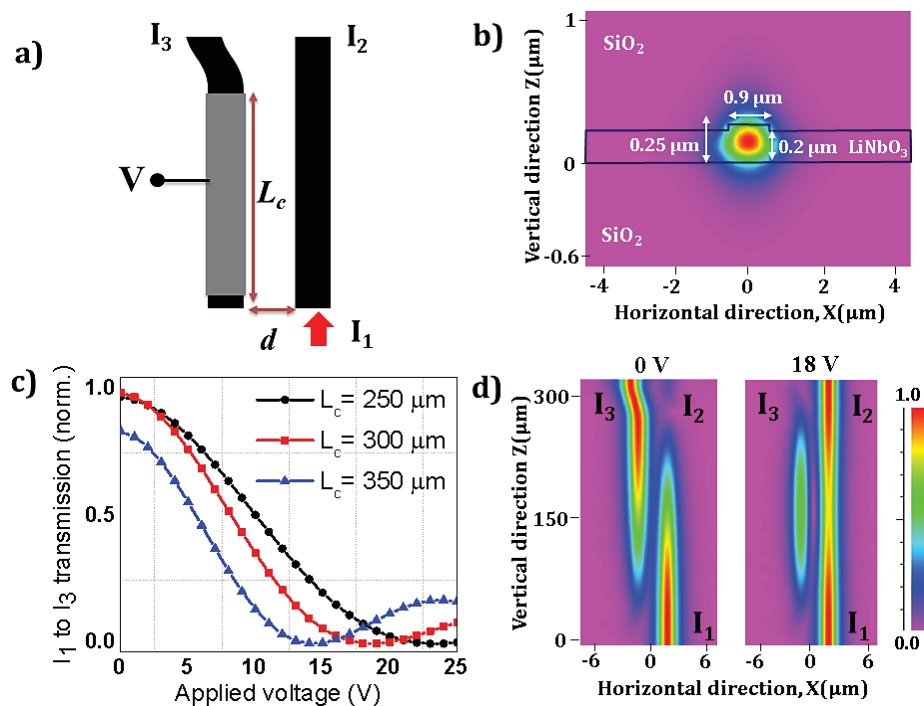 a)
I3
I2
V
Lc
d
I1
b)
Vertical direction Z(μm)
1
0
-0.6
SiO2
0.9 μm
0.25 μm
0.2 μm
LiNbO3
SiO2
-4
-2
0
2
4
Horizontal direction, X(μm)
c)
I1 to I3 transmission (norm.)
1.0
0.5
0.0
Lc= 250 μm
Lc= 300 μm
Lc= 350 μm
0
5
10
15
20
25
Applied voltage (V)
d)
0 V
18 V
Vertical direction Z(μm)
300
150
0
I3
I2
I1
I3
I2
I1
1.0
0.0
-6
0
6
-6
0
6
Horizontal direction, X(μm)